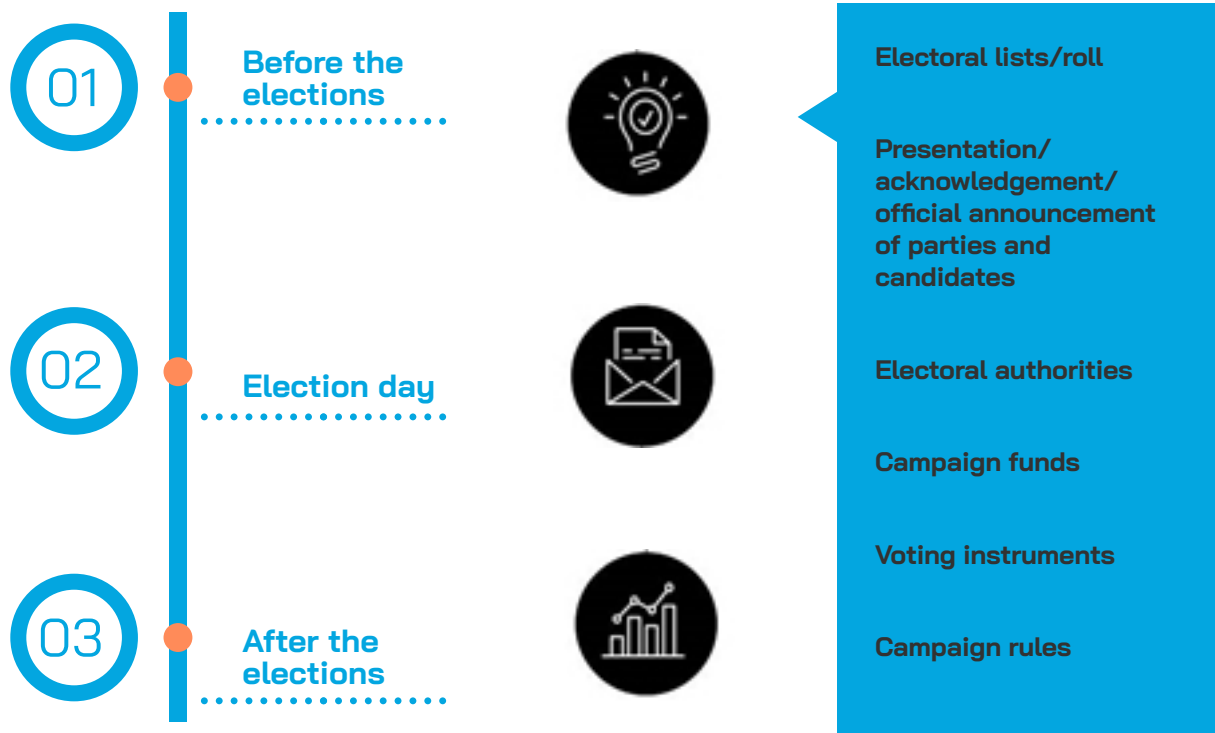 01
Before the
elections
02
Election day
03
After the
elections
Electoral lists/roll
Presentation/
acknowledgement/
official announcement
of parties and
candidates
Electoral authorities
Campaign funds
Voting instruments
Campaign rules